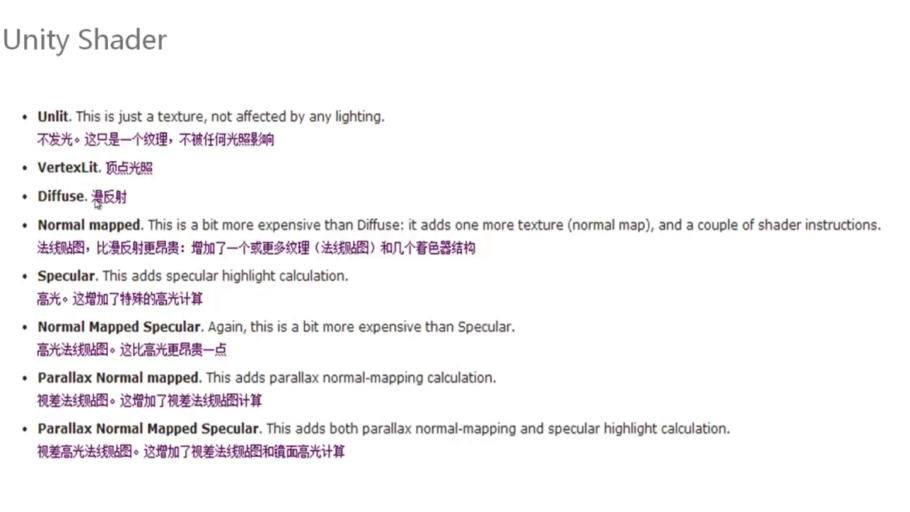 Unity Shader
• Unlit. This is just a texture, not affected by any lighting.
不发光。这只是一个纹理，不被任何光照影响
• VertexLit. 顶点光照
• Diffuse. 漫反射
• Normal mapped. This is a bit more expensive than Diffuse: it adds one more texture (normal map), and a couple of shader instructions.
法线贴图，比漫反射更昂贵：增加了一个或更多纹理（法线贴图）和几个着色器结构
• Specular. This adds specular highlight calculation.
高光。这增加了特殊的高光计算
• Normal Mapped Specular. Again, this is a bit more expensive than Specular.
高光法线贴图。这比高光更昂贵一点
• Parallax Normal mapped. This adds parallax normal-mapping calculation.
视差法线贴图。这增加了视差法线贴图计算
• Parallax Normal Mapped Specular. This adds both parallax normal-mapping and specular highlight calculation.
视差高光法线贴图。这增加了视差法线贴图和镜面高光计算